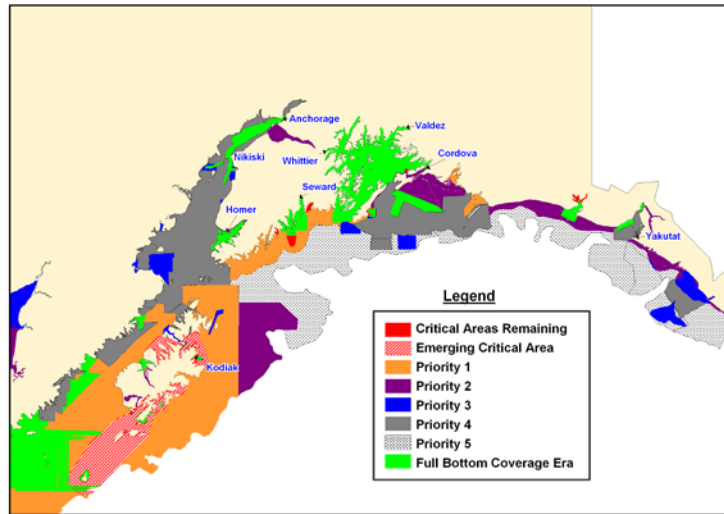 Anchorage
Valdez
Whittier
Cordova
Nikiski
Seward
Homer
Yakutat
Kodiak
Legend
Critical Areas Remaining
Emerging Critical Area
Priority 1
Priority 2
Priority 3
Priority 4
Priority 5
Full Bottom Coverage Era